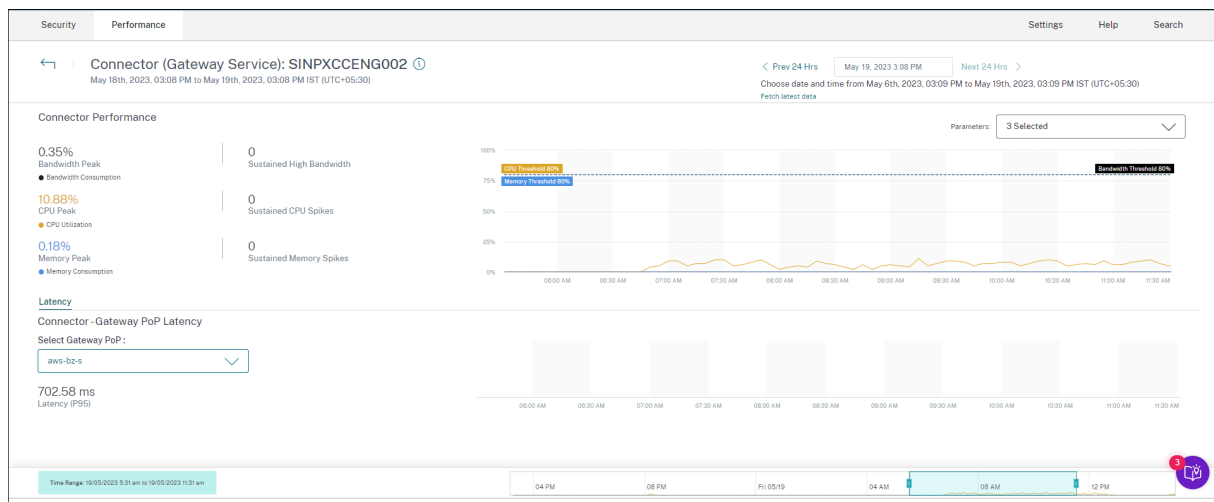 Security Performance Settings Help Search
Connector (Gateway Service): SINPXCCENG002
May 18th, 2023, 03:08 PM to May 19th, 2023, 03:08 PM IST (UTC+05:30)
Prev 24 Hrs May 19, 2023 3:08 PM Next 24 Hrs
Choose date and time from May 6th, 2023, 03:09 PM to May 19th, 2023, 03:09 PM IST (UTC+05:30)
Fetch latest data
Connector Performance
Parameters: 3 Selected
0.35%
Bandwidth Peak
Bandwidth Consumption
0
Sustained High Bandwidth
10.88%
CPU Peak
CPU Utilization
0
Sustained CPU Spikes
0.18%
Memory Peak
Memory Consumption
0
Sustained Memory Spikes
100%
CPU Threshold 80% Bandwidth Threshold 80%
75% Memory Threshold 80%
50%
25%
0%
06:00 AM 06:30 AM 07:00 AM 07:30 AM 08:00 AM 08:30 AM 09:00 AM 09:30 AM 10:00 AM 10:30 AM 11:00 AM 11:30 AM
Latency
Connector - Gateway PoP Latency
Select Gateway PoP :
aws-bz-s
702.58 ms
Latency (P95)
06:00 AM 06:30 AM 07:00 AM 07:30 AM 08:00 AM 08:30 AM 09:00 AM 09:30 AM 10:00 AM 10:30 AM 11:00 AM 11:30 AM
3
Time Range: 19/05/2023 5:31 am to 19/05/2023 11:31 am
04 PM 08 PM Fri 05/19 04 AM 08 AM 12 PM